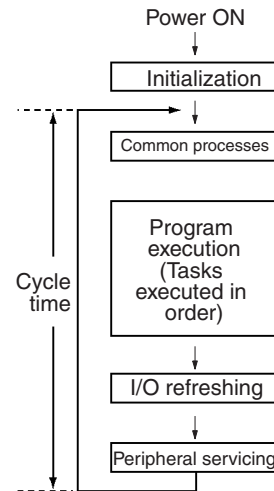 Power ON
Initialization
Common processes
Program
execution
(Tasks
executed in
order)
Cycle
time
I/O refreshing
Peripheral servicing